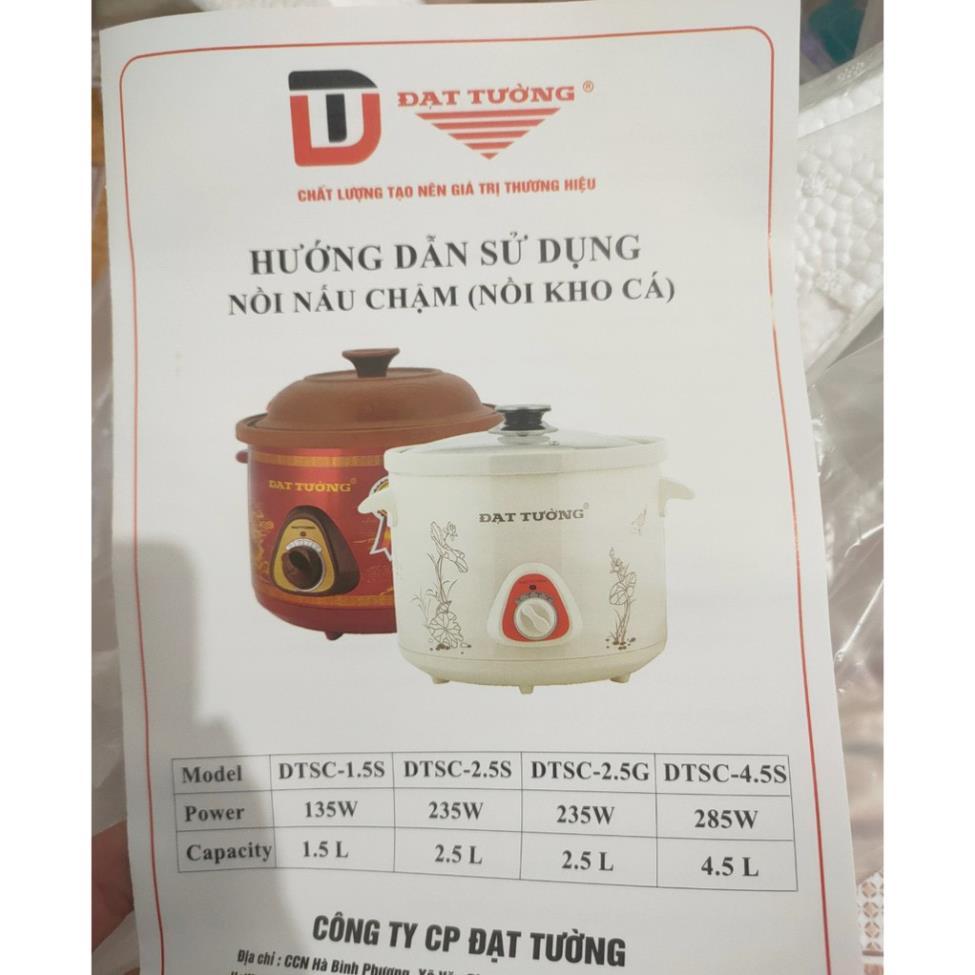 ĐẠT TƯỜNG®
CHẤT LƯỢNG TẠO NÊN GIÁ TRỊ THƯƠNG HIỆU
HƯỚNG DẪN SỬ DỤNG
NỒI NẤU CHẬM (NỒI KHO CÁ)
ĐẠT TƯỜNG®
ĐẠT TƯỜNG®
Model DTSC-1.5S DTSC-2.5S DTSC-2.5G DTSC-4.5S
Power 135W 235W 235W 285W
Capacity 1.5 L 2.5 L 2.5 L 4.5 L
CÔNG TY CP ĐẠT TƯỜNG
Địa chỉ : CCN Hà Bình Phương,